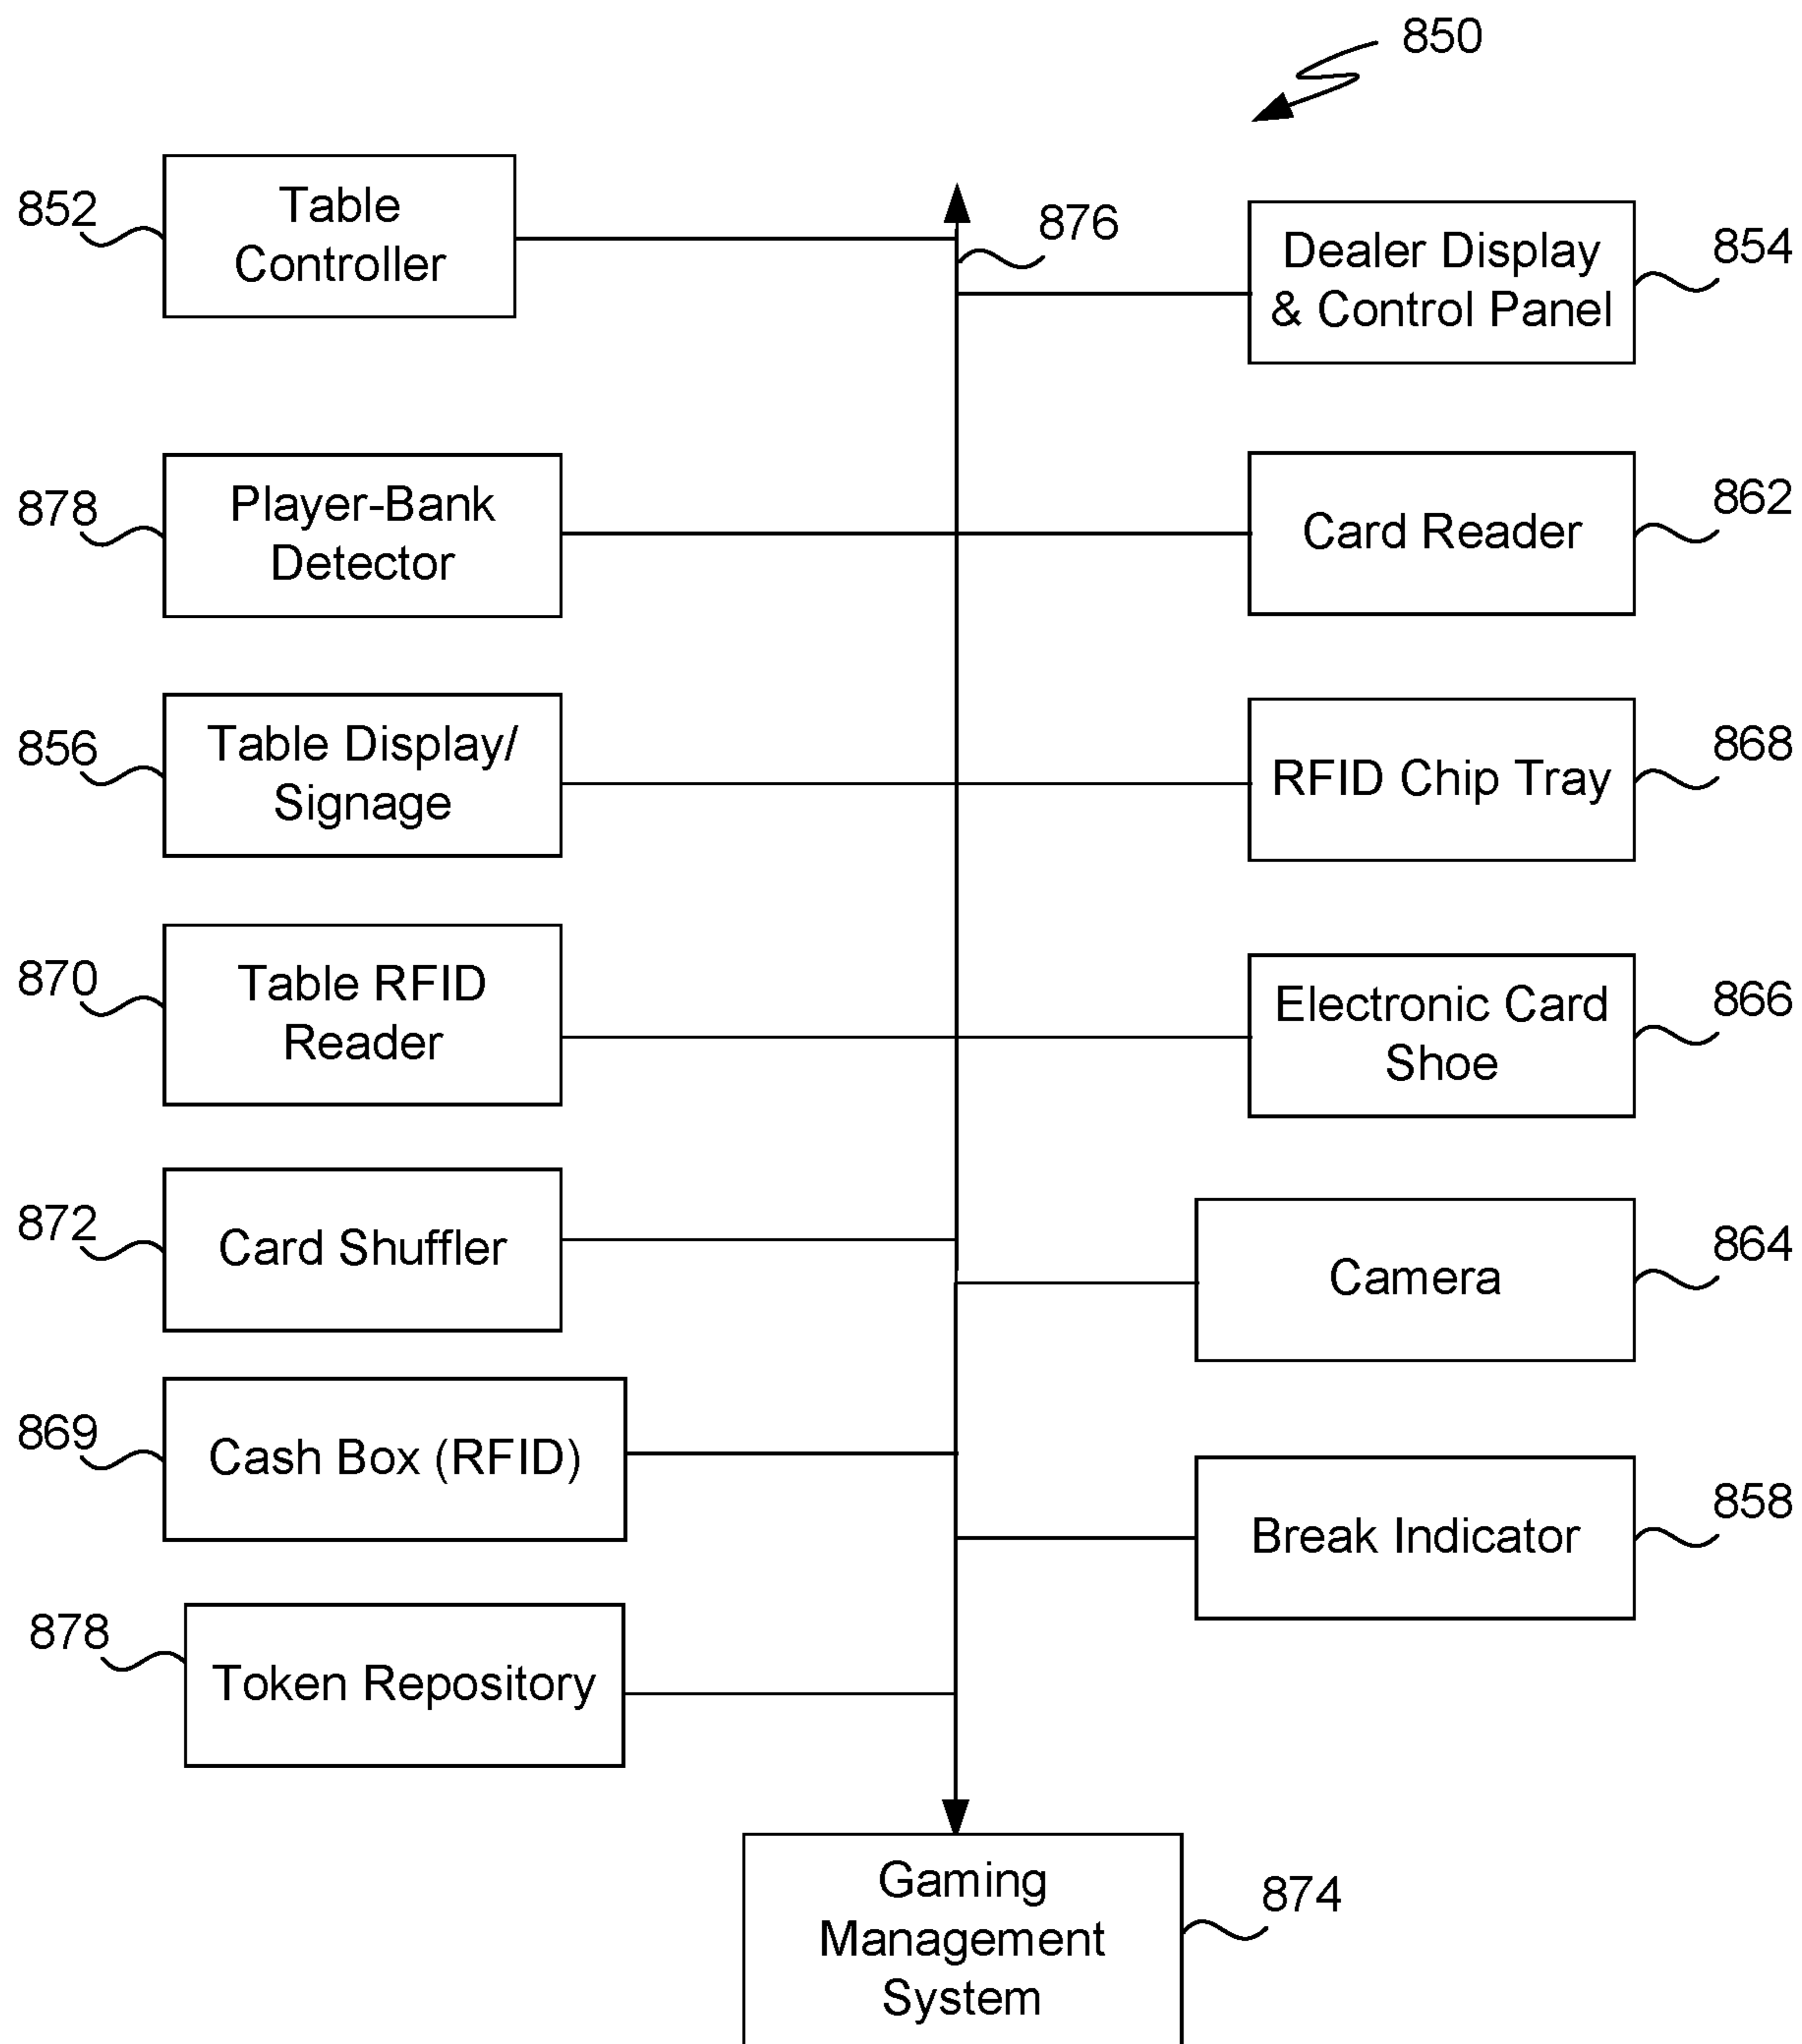 850
852
Table
Controller
876
Dealer Display
& Control Panel
854
878
Player-Bank
Detector
Card Reader
862
856
Table Display/
Signage
RFID Chip Tray
868
870
Table RFID
Reader
Electronic Card
Shoe
866
872
Card Shuffler
Camera
864
869
Cash Box (RFID)
Break Indicator
858
878
Token Repository
Gaming
Management
System
874